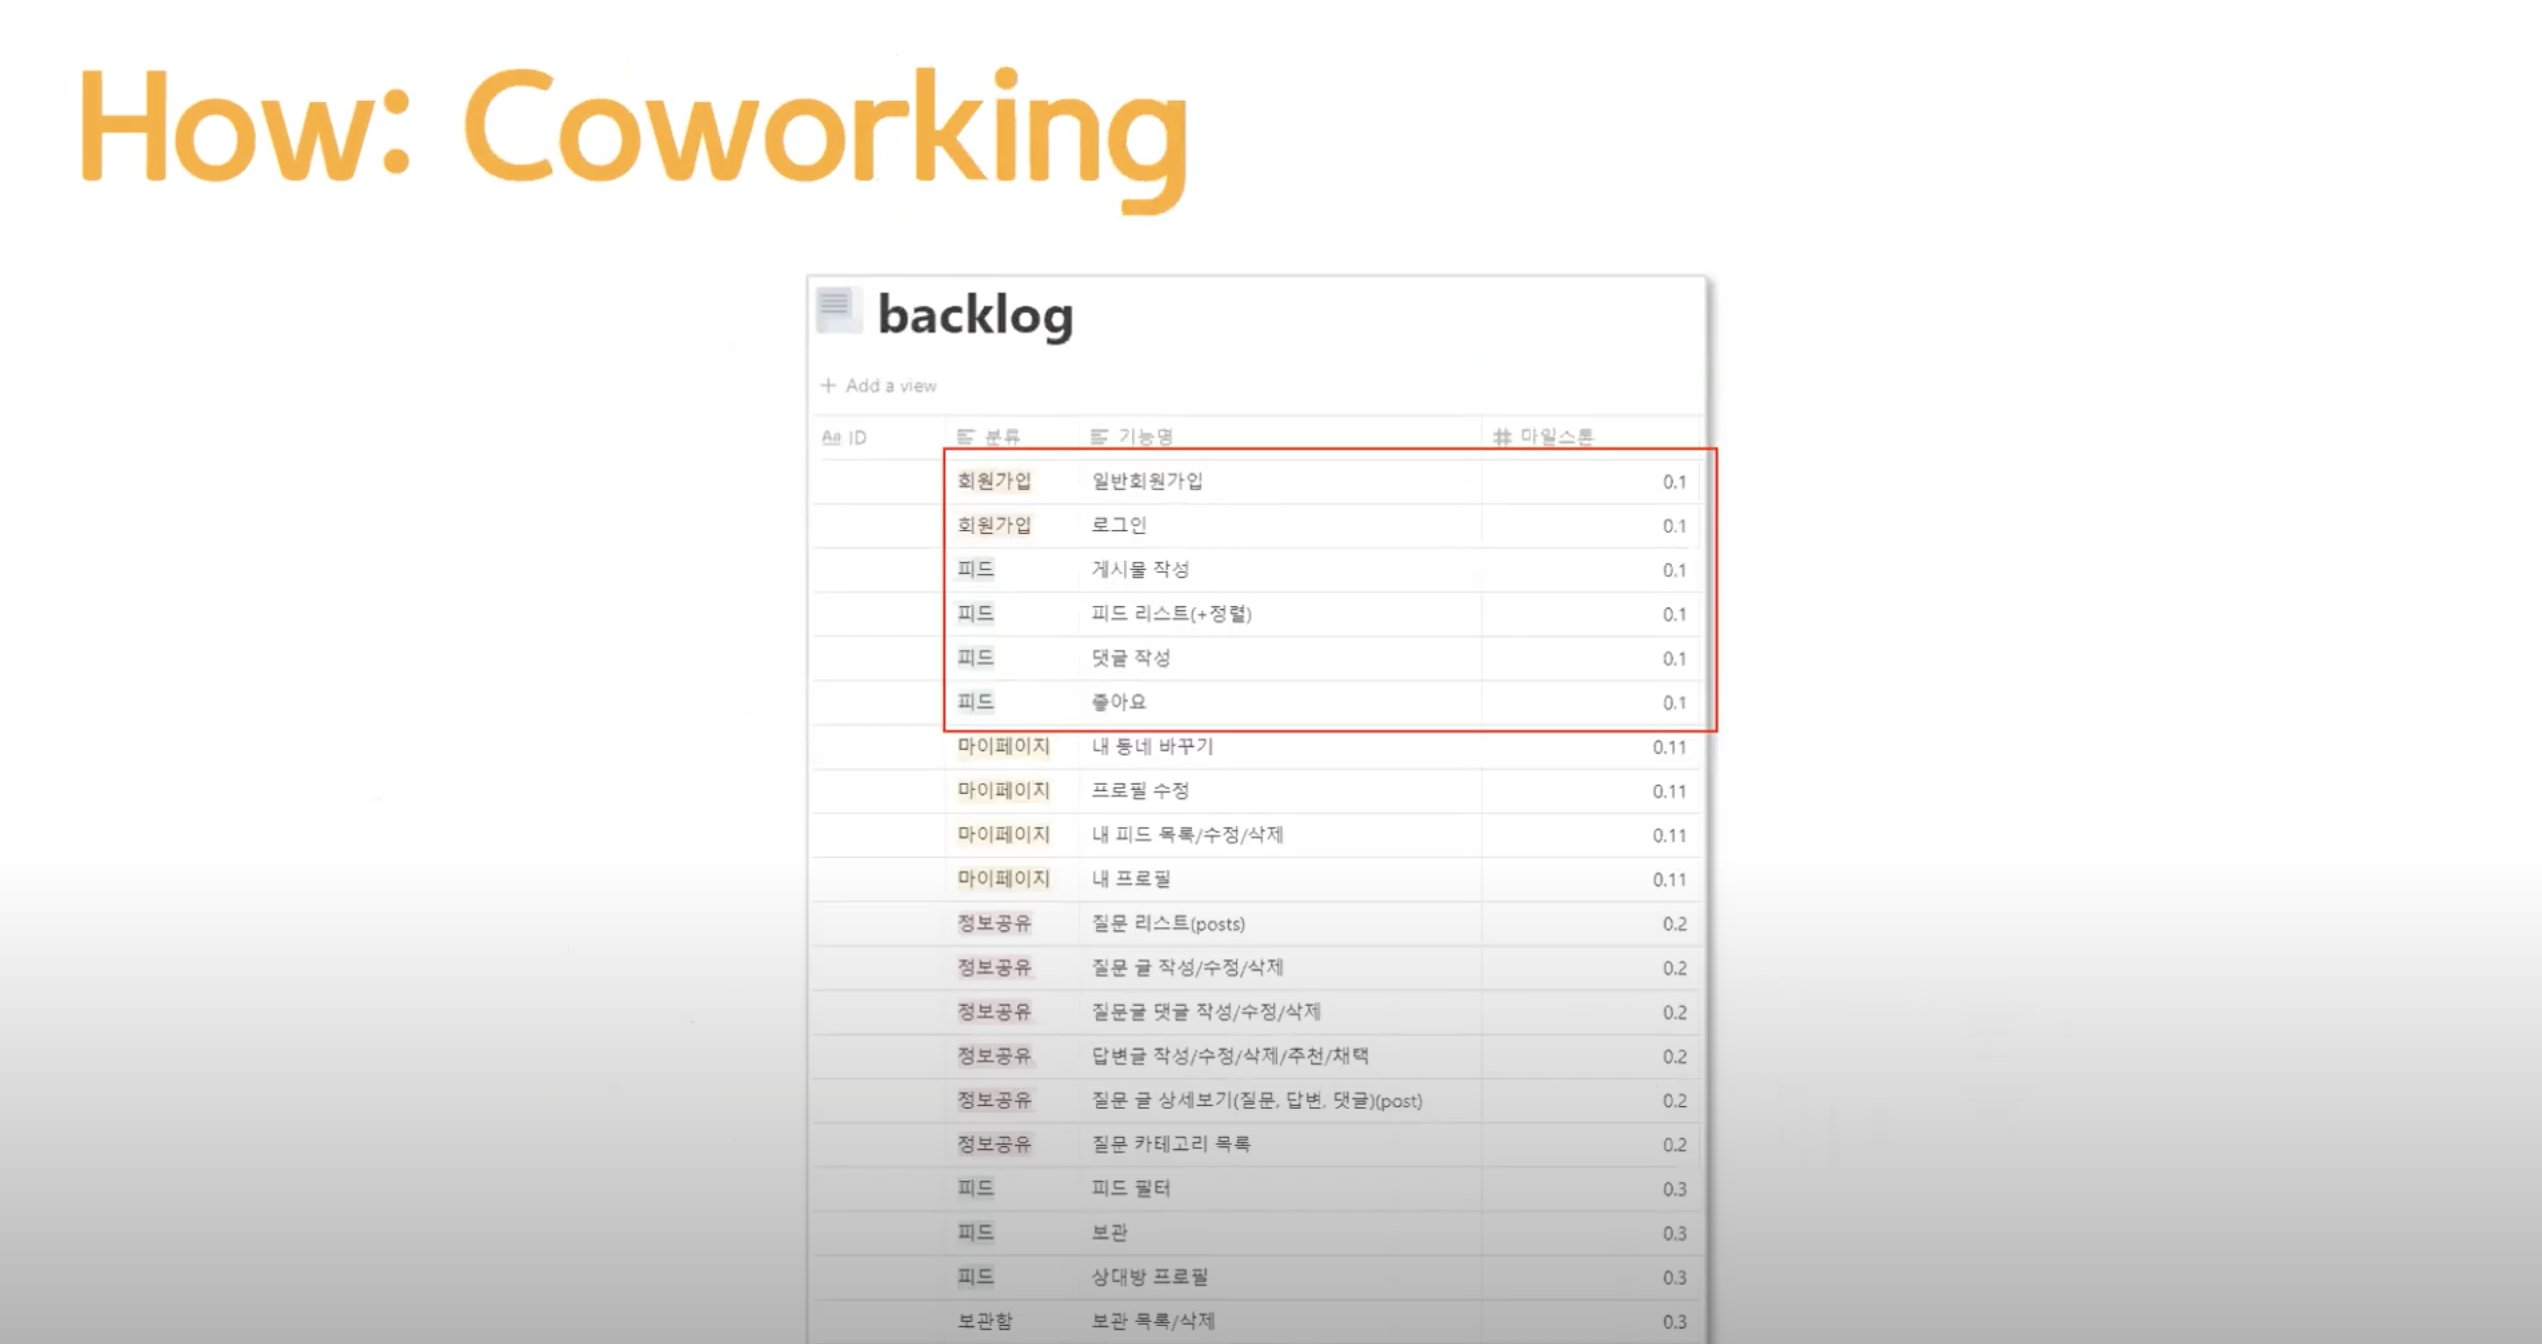 How: Coworking
backlog
+ Add a view
Aa ID 분류 기능명 # 마일스톤
회원가입 일반회원가입 0.1
회원가입 로그인 0.1
피드 게시물 작성 0.1
피드 피드 리스트(+정렬) 0.1
피드 댓글 작성 0.1
피드 좋아요 0.1
마이페이지 내 동네 바꾸기 0.11
마이페이지 프로필 수정 0.11
마이페이지 내 피드 목록/수정/삭제 0.11
마이페이지 내 프로필 0.11
정보공유 질문 리스트(posts) 0.2
정보공유 질문 글 작성/수정/삭제 0.2
정보공유 질문글 댓글 작성/수정/삭제 0.2
정보공유 답변글 작성/수정/삭제/추천/채택 0.2
정보공유 질문 글 상세보기(질문, 답변, 댓글)(post) 0.2
정보공유 질문 카테고리 목록 0.2
피드 피드 필터 0.3
피드 보관 0.3
피드 상대방 프로필 0.3
보관함 보관 목록/삭제 0.3